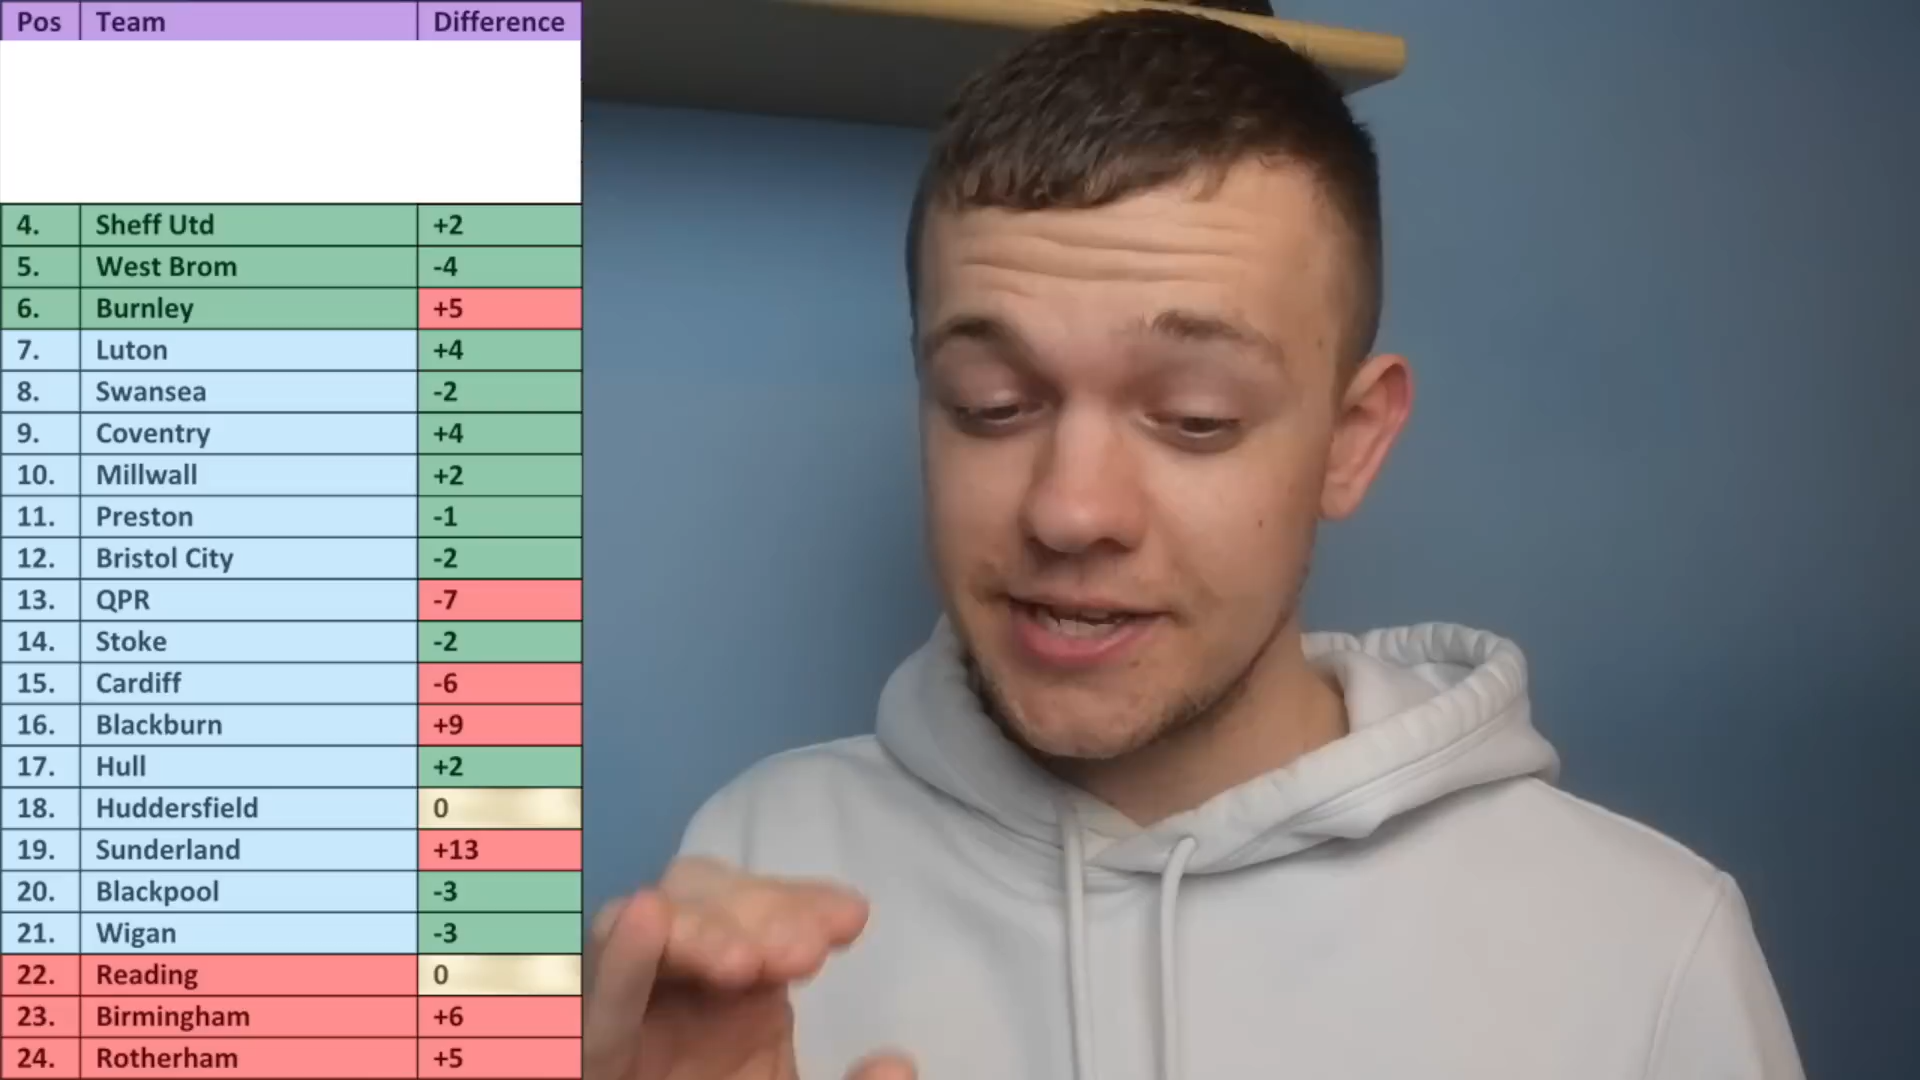 Pos Team Difference
4. Sheff Utd +2
5. West Brom -4
6. Burnley +5
7. Luton +4
8. Swansea -2
9. Coventry +4
10. Millwall +2
11. Preston -1
12. Bristol City -2
13. QPR -7
14. Stoke -2
15. Cardiff -6
16. Blackburn +9
17. Hull +2
18. Huddersfield 0
19. Sunderland +13
20. Blackpool -3
21. Wigan -3
22. Reading 0
23. Birmingham +6
24. Rotherham +5